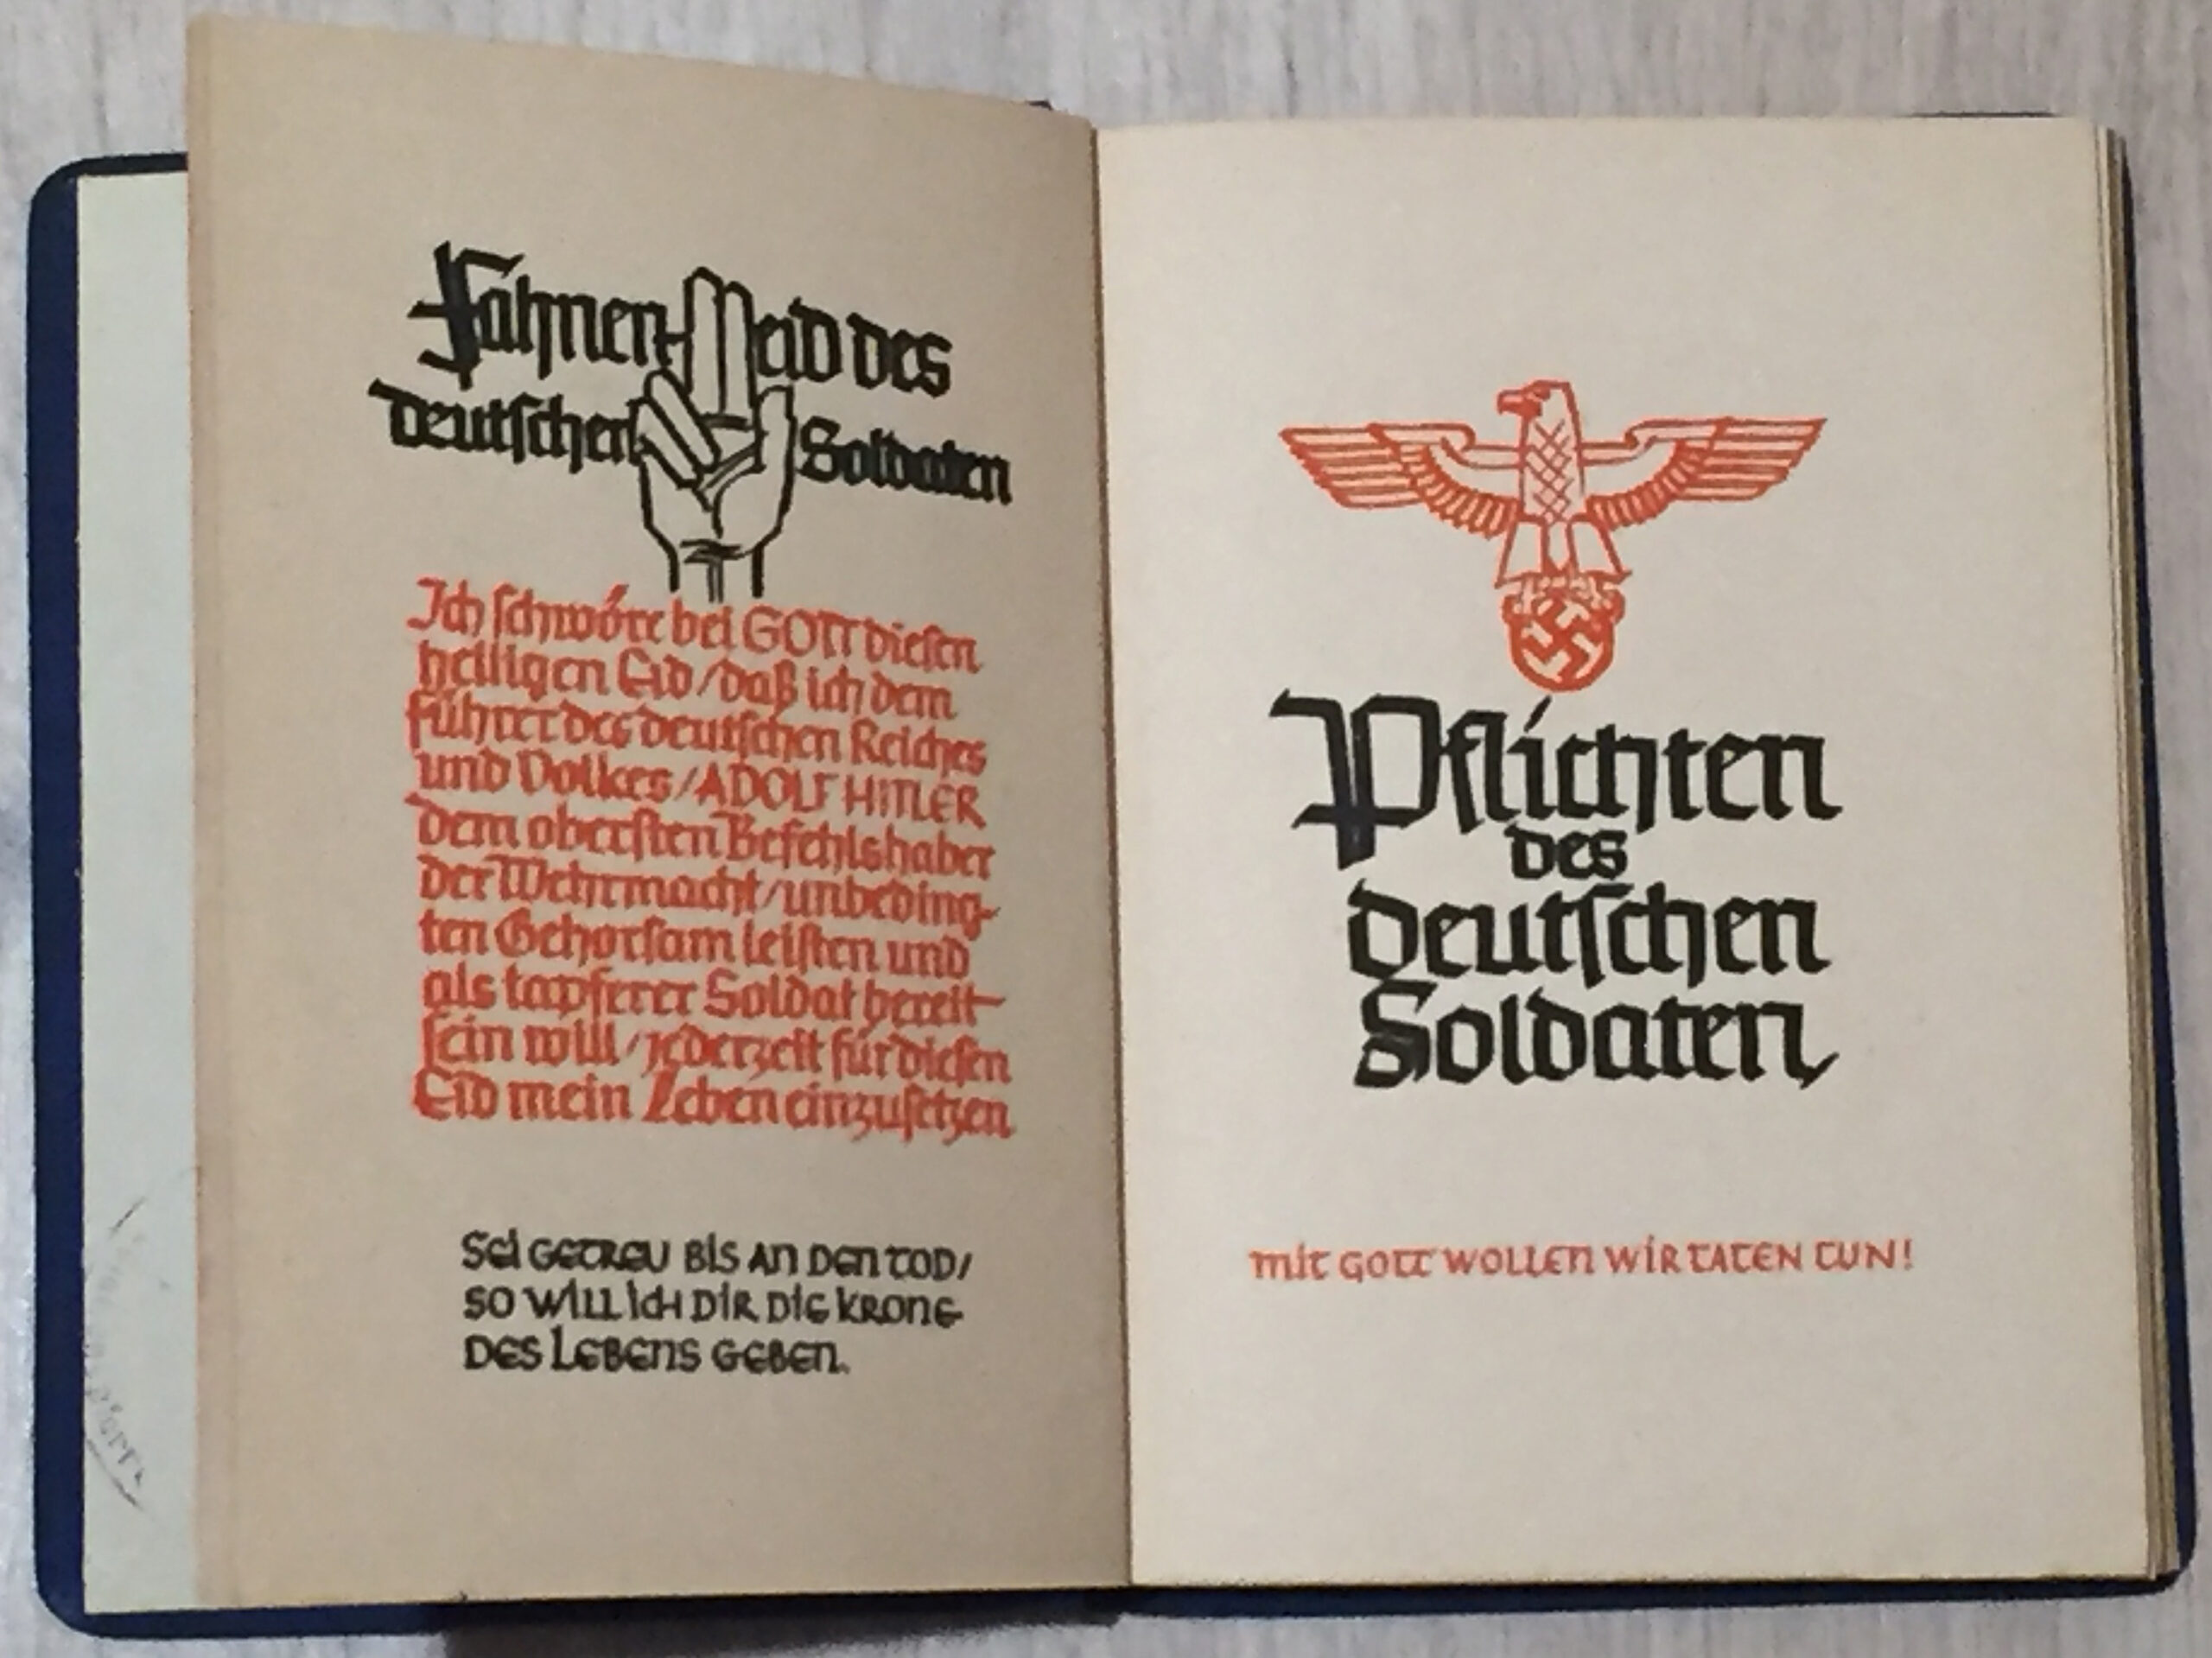 Fahnen- eid des
deutschen Soldaten
Ich schwöre bei GOTT diesen
heiligen Eid / daß ich dem
Führer des deutschen Reiches
und Volkes / ADOLF HITLER
dem obersten Befehlshaber
der Wehrmacht / unbeding-
ten Gehorsam leisten und
als tapferer Soldat bereit
sein will / jederzeit für diesen
Eid mein Leben einzusetzen
Sei getreu bis an den Tod /
so will ich dir die Krone
des Lebens geben.
Pflichten
des
deutschen
Soldaten
mit Gott wollen wir Taten tun!